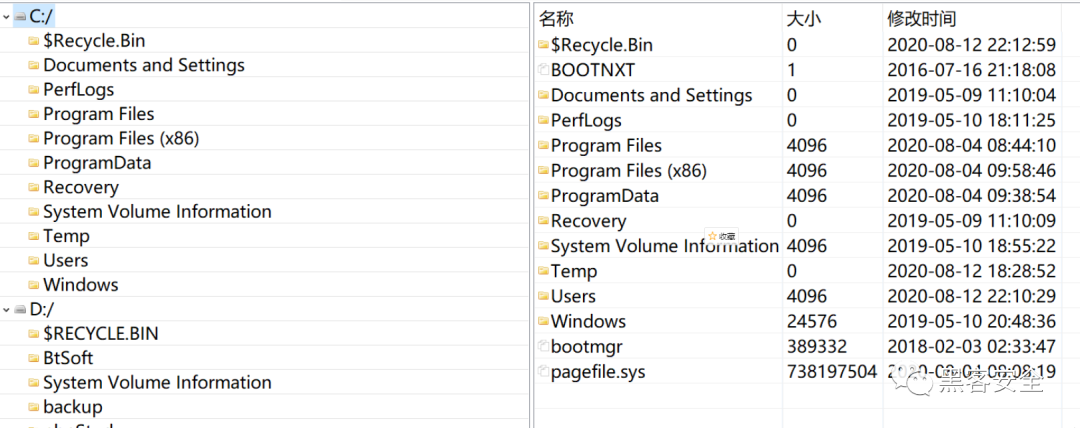 C:/
$Recycle.Bin
Documents and Settings
PerfLogs
Program Files
Program Files (x86)
ProgramData
Recovery
System Volume Information
Temp
Users
Windows
D:/
$RECYCLE.BIN
BtSoft
System Volume Information
backup
名称 大小 修改时间
$Recycle.Bin 0 2020-08-12 22:12:59
BOOTNXT 1 2016-07-16 21:18:08
Documents and Settings 0 2019-05-09 11:10:04
PerfLogs 0 2019-05-10 18:11:25
Program Files 4096 2020-08-04 08:44:10
Program Files (x86) 4096 2020-08-04 09:58:46
ProgramData 4096 2020-08-04 09:38:54
Recovery 0 2019-05-09 11:10:09
收藏
System Volume Information 4096 2019-05-10 18:55:22
Temp 0 2020-08-12 18:28:52
Users 4096 2020-08-12 22:10:29
Windows 24576 2019-05-10 20:48:36
bootmgr 389332 2018-02-03 02:33:47
pagefile.sys 738197504
黑客安全